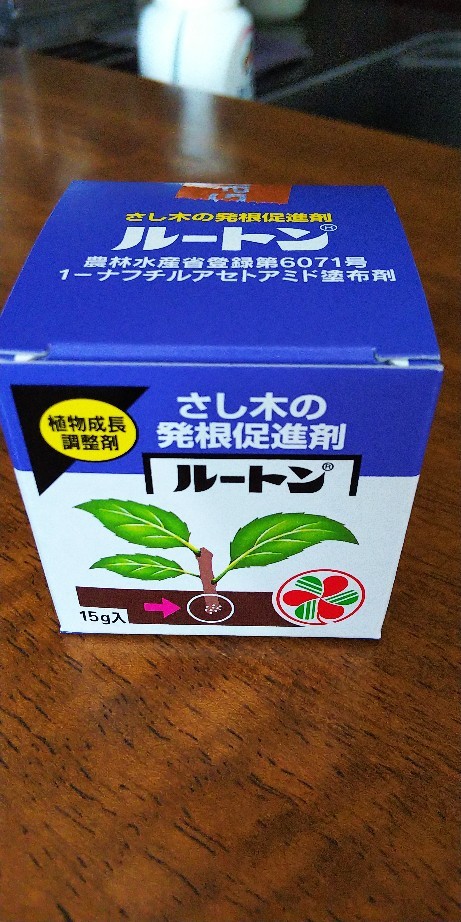 さし木の発根促進剤
ルートン®
農林水産省登録第6071号
1-ナフチルアセトアミド塗布剤
植物成長
調整剤
さし木の
発根促進剤
ルートン®
15g入